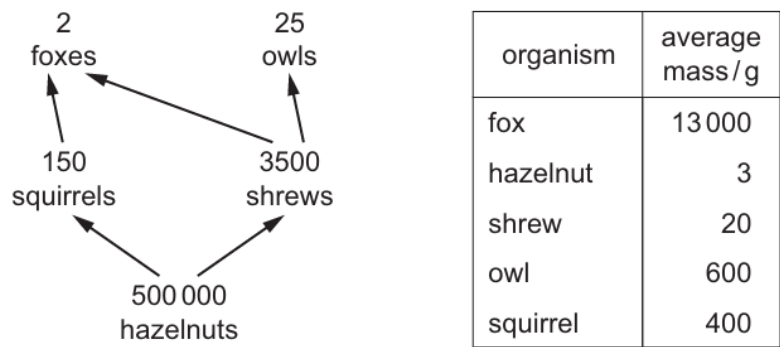 2
foxes
25
owls
150
squirrels
3500
shrews
500 000
hazelnuts
organism average mass / g
fox 13 000
hazelnut 3
shrew 20
owl 600
squirrel 400